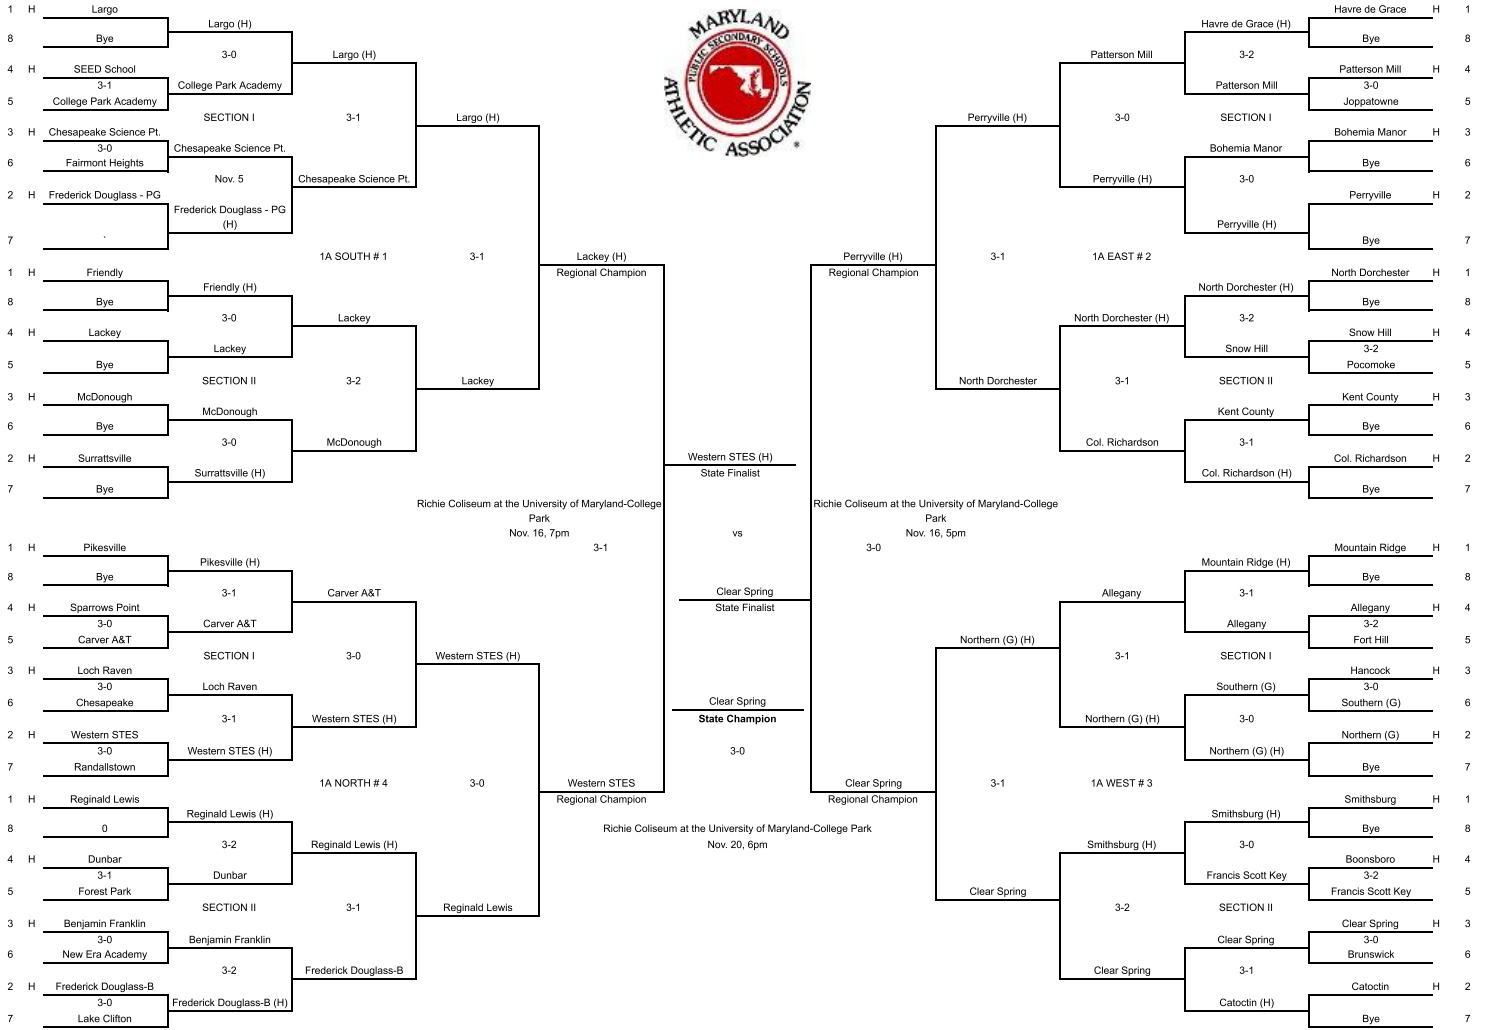 1 H Largo
8 Bye
Largo (H)
3-0
4 H SEED School
3-1
5 College Park Academy
College Park Academy
Largo (H)
SECTION I
3-1
3 H Chesapeake Science Pt.
3-0
6 Fairmont Heights
Chesapeake Science Pt.
Nov. 5
2 H Frederick Douglass - PG
7 `
Frederick Douglass - PG
(H)
Chesapeake Science Pt.
Largo (H)
1A SOUTH # 1
3-1
1 H Friendly
8 Bye
Friendly (H)
3-0
4 H Lackey
5 Bye
Lackey
Lackey
SECTION II
3-2
3 H McDonough
6 Bye
McDonough
3-0
2 H Surrattsville
7 Bye
Surrattsville (H)
McDonough
Lackey
Lackey (H)
Regional Champion
1 H Pikesville
8 Bye
Pikesville (H)
3-1
4 H Sparrows Point
3-0
5 Carver A&T
Carver A&T
Carver A&T
SECTION I
3-0
3 H Loch Raven
3-0
6 Chesapeake
Loch Raven
3-1
2 H Western STES
3-0
7 Randallstown
Western STES (H)
Western STES (H)
Western STES (H)
1A NORTH # 4
3-0
1 H Reginald Lewis
8 0
Reginald Lewis (H)
3-2
4 H Dunbar
3-1
5 Forest Park
Dunbar
Reginald Lewis (H)
SECTION II
3-1
3 H Benjamin Franklin
3-0
6 New Era Academy
Benjamin Franklin
3-2
2 H Frederick Douglass-B
3-0
7 Lake Clifton
Frederick Douglass-B (H)
Frederick Douglass-B
Reginald Lewis
Western STES
Regional Champion
MARYLAND
PUBLIC SECONDARY SCHOOLS
ATHLETIC ASSOCIATION
®
Richie Coliseum at the University of Maryland-College
Park
Nov. 16, 7pm
3-1
Western STES (H)
State Finalist
vs
Clear Spring
State Finalist
Clear Spring
State Champion
3-0
Richie Coliseum at the University of Maryland-College Park
Nov. 20, 6pm
Richie Coliseum at the University of Maryland-College
Park
Nov. 16, 5pm
3-0
Havre de Grace H 1
Bye 8
Havre de Grace (H)
3-2
Patterson Mill H 4
3-0
Joppatowne 5
Patterson Mill
Patterson Mill
SECTION I
3-0
Bohemia Manor H 3
Bye 6
Bohemia Manor
3-0
Perryville H 2
Bye 7
Perryville (H)
Perryville (H)
Perryville (H)
1A EAST # 2
3-1
North Dorchester H 1
Bye 8
North Dorchester (H)
3-2
Snow Hill H 4
3-2
Pocomoke 5
Snow Hill
North Dorchester (H)
SECTION II
3-1
Kent County H 3
Bye 6
Kent County
3-1
Col. Richardson H 2
Bye 7
Col. Richardson (H)
Col. Richardson
North Dorchester
Perryville (H)
Regional Champion
Mountain Ridge H 1
Bye 8
Mountain Ridge (H)
3-1
Allegany H 4
3-2
Fort Hill 5
Allegany
Allegany
SECTION I
3-1
Hancock H 3
3-0
Southern (G) 6
Southern (G)
3-0
Northern (G) H 2
Bye 7
Northern (G) (H)
Northern (G) (H)
Northern (G) (H)
1A WEST # 3
3-1
Smithsburg H 1
Bye 8
Smithsburg (H)
3-0
Boonsboro H 4
3-2
Francis Scott Key 5
Francis Scott Key
Smithsburg (H)
SECTION II
3-2
Clear Spring H 3
3-0
Brunswick 6
Clear Spring
3-1
Catoctin H 2
Bye 7
Catoctin (H)
Clear Spring
Clear Spring
Clear Spring
Regional Champion